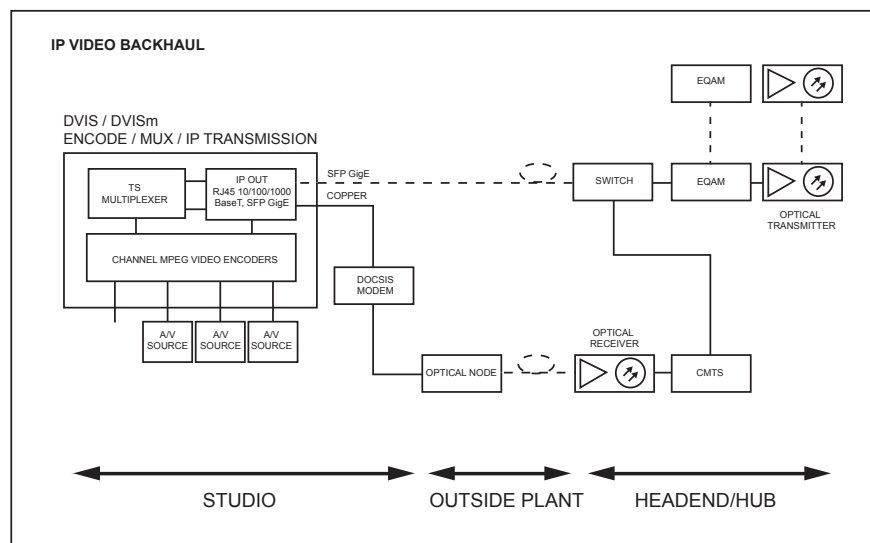 IP VIDEO BACKHAUL
EQAM
DVIS / DVISm
ENCODE / MUX / IP TRANSMISSION
TS
MULTIPLEXER
IP OUT
RJ45 10/100/1000
BaseT, SFP GigE
SFP GigE
COPPER
SWITCH
EQAM
OPTICAL
TRANSMITTER
CHANNEL MPEG VIDEO ENCODERS
DOCSIS
MODEM
A/V
SOURCE
A/V
SOURCE
A/V
SOURCE
OPTICAL
RECEIVER
OPTICAL NODE
CMTS
STUDIO
OUTSIDE PLANT
HEADEND/HUB